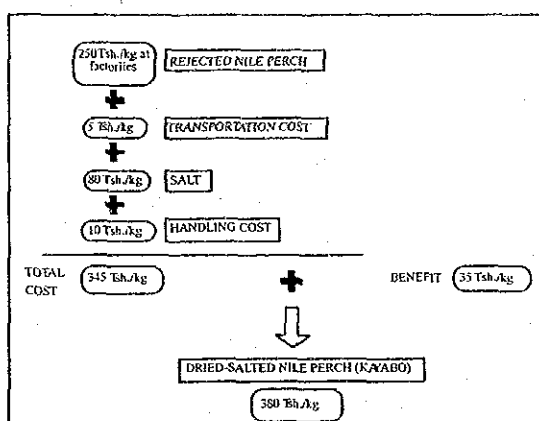 250 Tsh./kg at
factoriies
REJECTED NILE PERCH
+
5 Tsh/kg
TRANSPORTATION COST
+
80 Tsh./kg
SALT
+
10 Tsh./kg
HANDLING COST
TOTAL
COST
345 Tsh./kg
+
BENEFIT
35 Tsh./kg
DRIED-SALTED NILE PERCH (KAYABO)
380 Tsh./kg